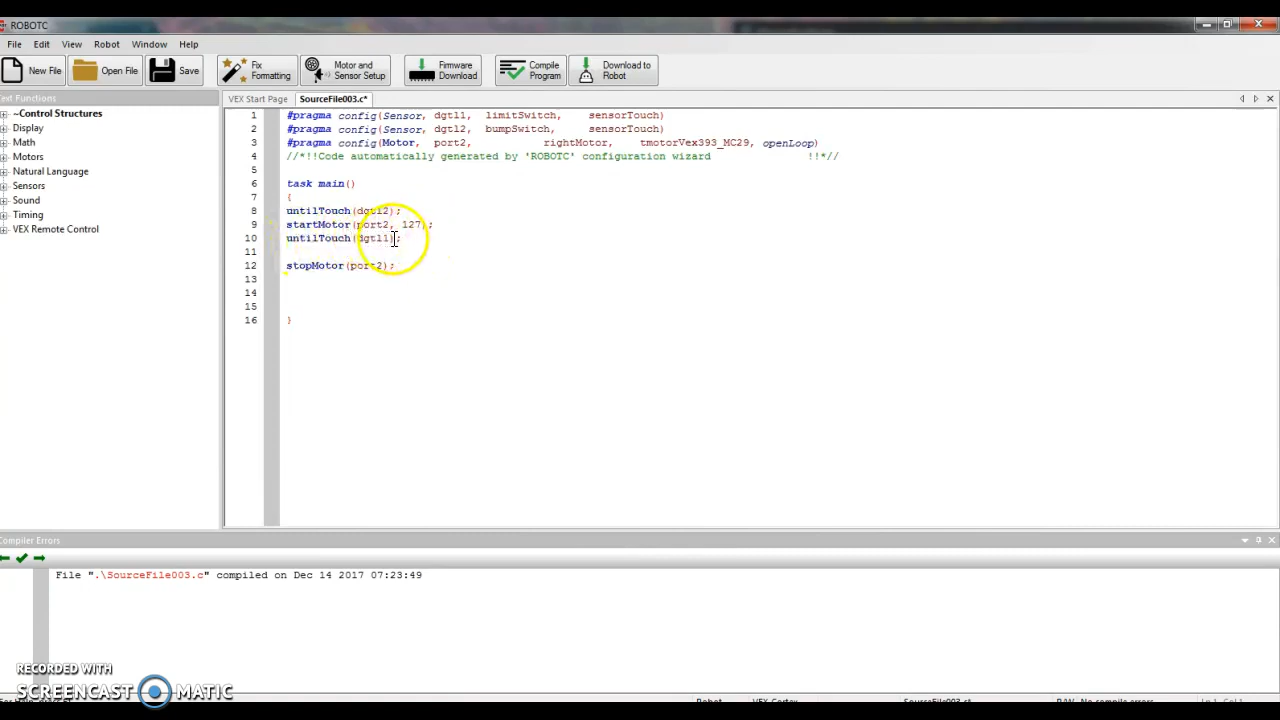 ROBOTC
File Edit View Robot Window Help
New File Open File Save Fix Formatting Motor and Sensor Setup Firmware Download Compile Program Download to Robot
Text Functions
VEX Start Page SourceFile003.c*
~Control Structures
Display
Math
Motors
Natural Language
Sensors
Sound
Timing
VEX Remote Control
1 #pragma config(Sensor, dgtl1, limitSwitch, sensorTouch)
2 #pragma config(Sensor, dgtl2, bumpSwitch, sensorTouch)
3 #pragma config(Motor, port2, rightMotor, tmotorVex393_MC29, openLoop)
4 //*!!Code automatically generated by 'ROBOTC' configuration wizard !!*//
5
6 task main()
7 {
8 untilTouch(dgtl2);
9 startMotor(port2, 127);
10 untilTouch(dgtl1);
11
12 stopMotor(port2);
13
14
15
16 }
Compiler Errors
File ".\SourceFile003.c" compiled on Dec 14 2017 07:23:49
RECORDED WITH
SCREENCAST MATIC
Robot VEX Cortex SourceFile003.c* R/W No compile errors Ln 1, Col 1